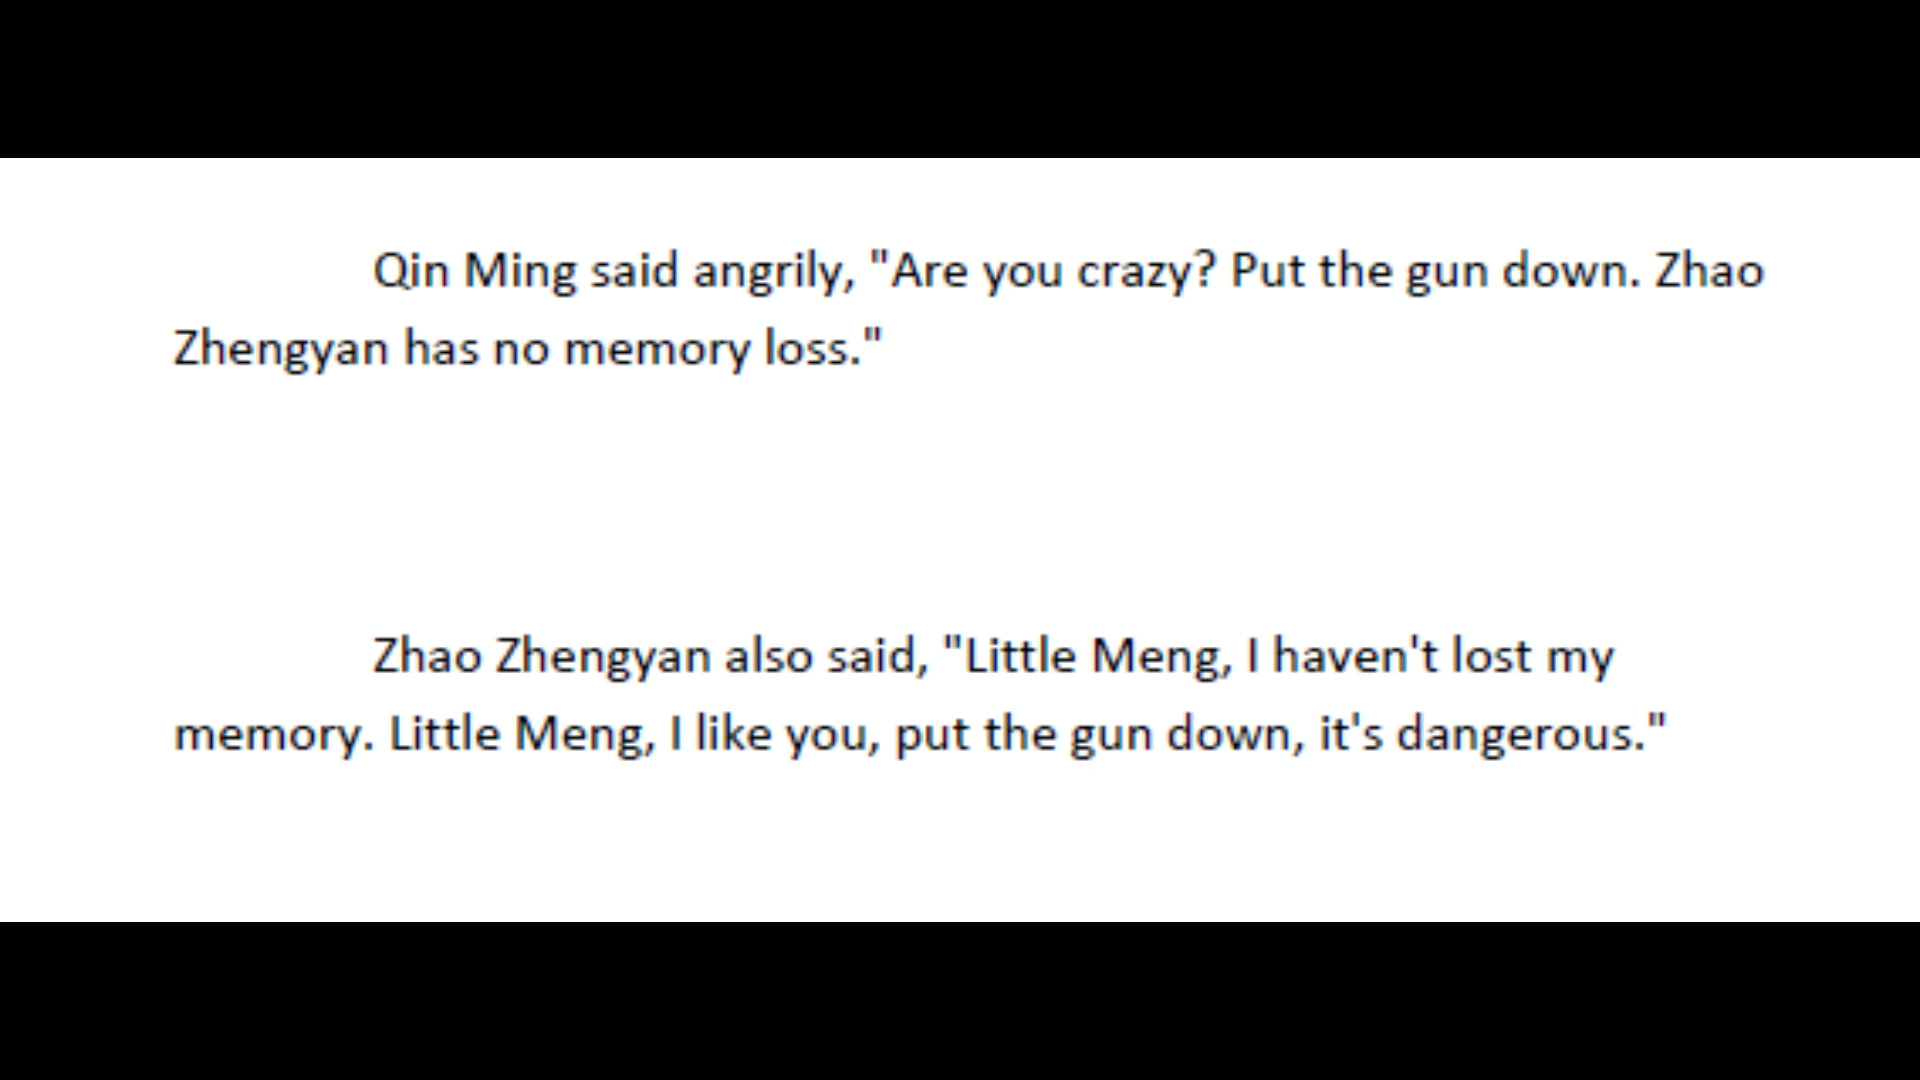 Qin Ming said angrily, "Are you crazy? Put the gun down. Zhao
Zhengyan has no memory loss."
Zhao Zhengyan also said, "Little Meng, I haven't lost my
memory. Little Meng, I like you, put the gun down, it's dangerous."